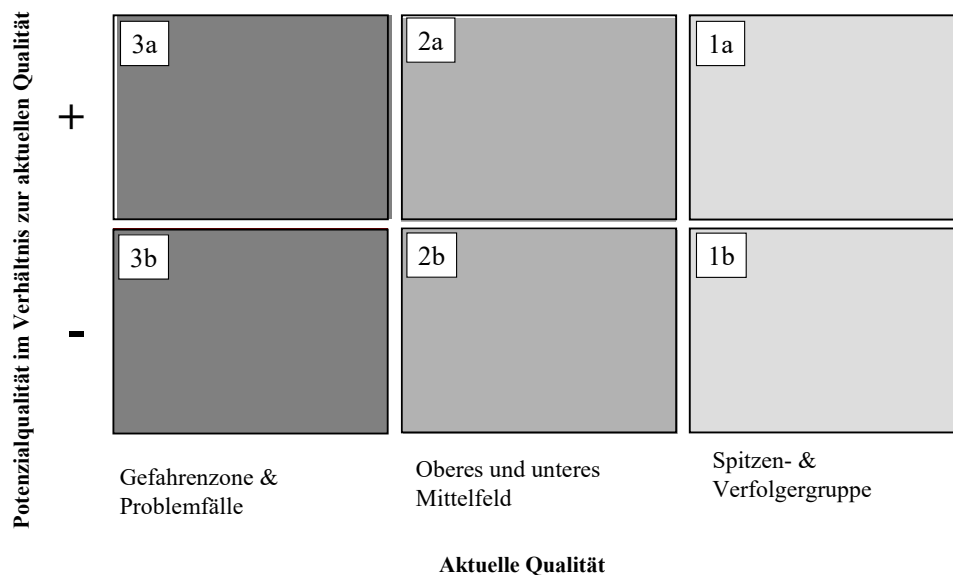 Potenzialqualität im Verhältnis zur aktuellen Qualität
+
3a
2a
1a
-
3b
2b
1b
Gefahrenzone &
Problemfälle
Oberes und unteres
Mittelfeld
Spitzen- &
Verfolgergruppe
Aktuelle Qualität